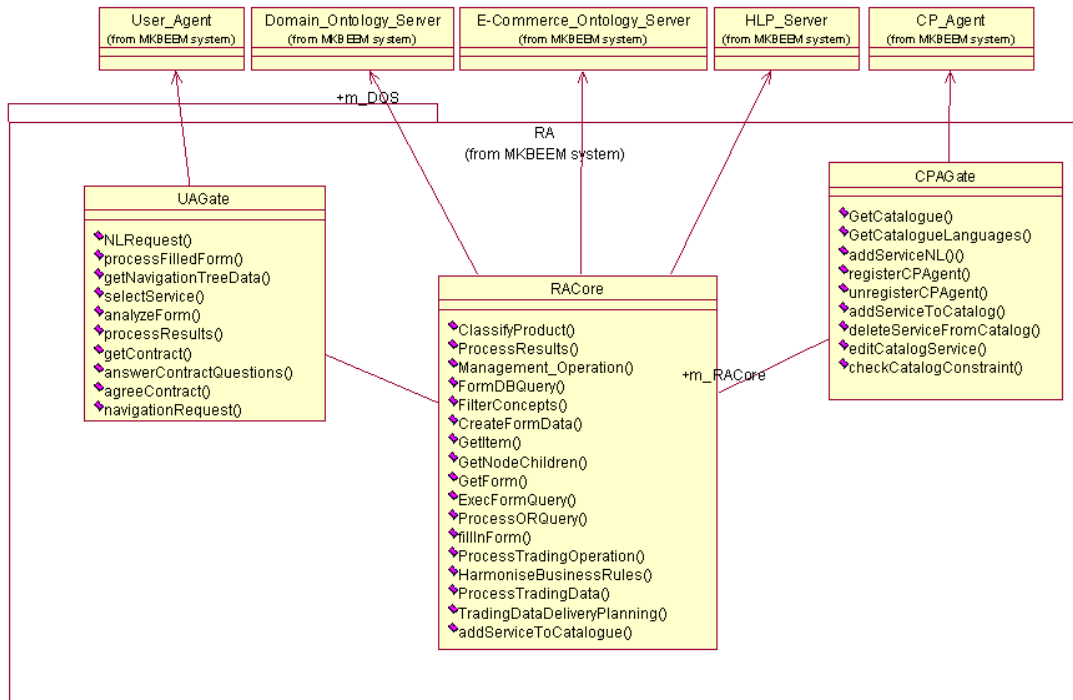 User_Agent
(from MKBEEM system)
Domain_Ontology_Server
(from MKBEEM system)
E-Commerce_Ontology_Server
(from MKBEEM system)
HLP_Server
(from MKBEEM system)
CP_Agent
(from MKBEEM system)
+m_DOS
RA
(from MKBEEM system)
UAGate
NLRequest()
processFilledForm()
getNavigationTreeData()
selectService()
analyzeForm()
processResults()
getContract()
answerContractQuestions()
agreeContract()
navigationRequest()
RACore
ClassifyProduct()
ProcessResults()
Management_Operation()
FormDBQuery()
FilterConcepts()
CreateFormData()
GetItem()
GetNodeChildren()
GetForm()
ExecFormQuery()
ProcessORQuery()
fillInForm()
ProcessTradingOperation()
HarmoniseBusinessRules()
ProcessTradingData()
TradingDataDeliveryPlanning()
addServiceToCatalogue()
+m_RACore
CPAGate
GetCatalogue()
GetCatalogueLanguages()
addServiceNL()()
registerCPAgent()
unregisterCPAgent()
addServiceToCatalog()
deleteServiceFromCatalog()
editCatalogService()
checkCatalogConstraint()